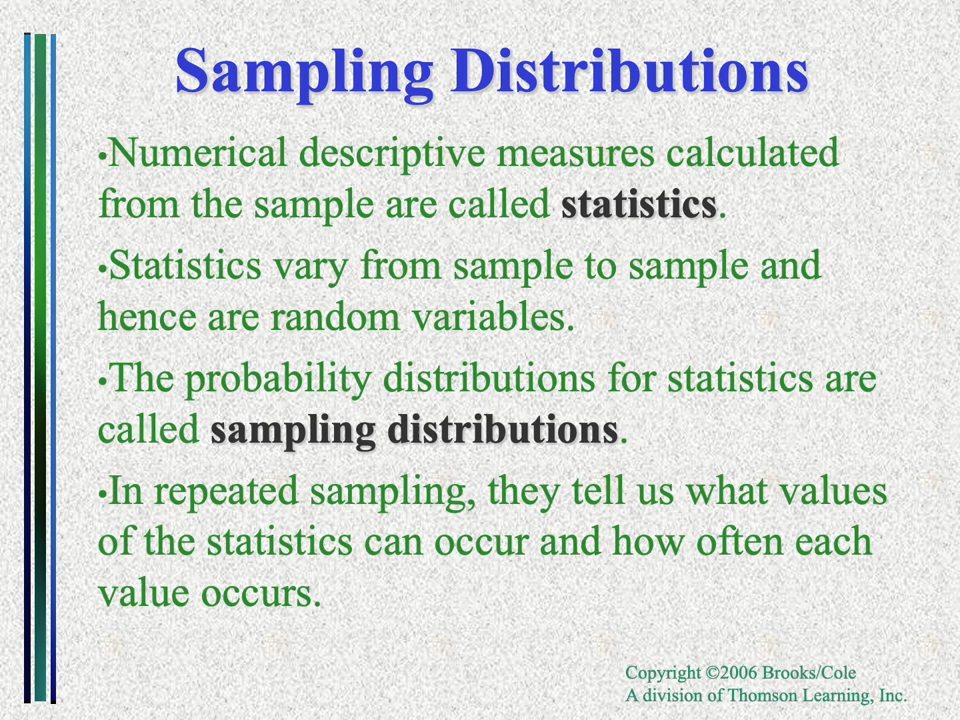 Sampling Distributions
•Numerical descriptive measures calculated
from the sample are called statistics.
•Statistics vary from sample to sample and
hence are random variables.
•The probability distributions for statistics are
called sampling distributions.
•In repeated sampling, they tell us what values
of the statistics can occur and how often each
value occurs.
Copyright ©2006 Brooks/Cole
A division of Thomson Learning, Inc.